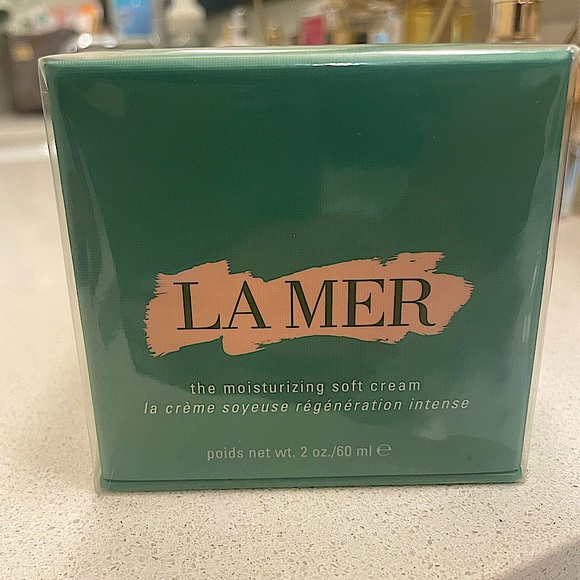 LA MER
the moisturizing soft cream
la crème soyeuse régénération intense
poids net wt. 2 oz./60 ml ℮